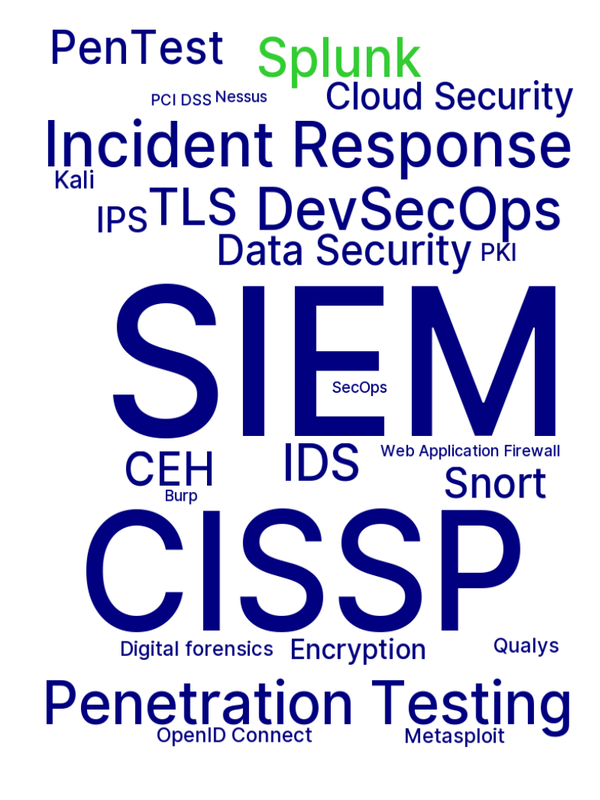 PenTest
Splunk
PCI DSS
Nessus
Cloud Security
Incident Response
Kali
IPS
TLS
DevSecOps
Data Security
PKI
SIEM
SecOps
CEH
IDS
Web Application Firewall
Burp
Snort
CISSP
Digital forensics
Encryption
Qualys
Penetration Testing
OpenID Connect
Metasploit